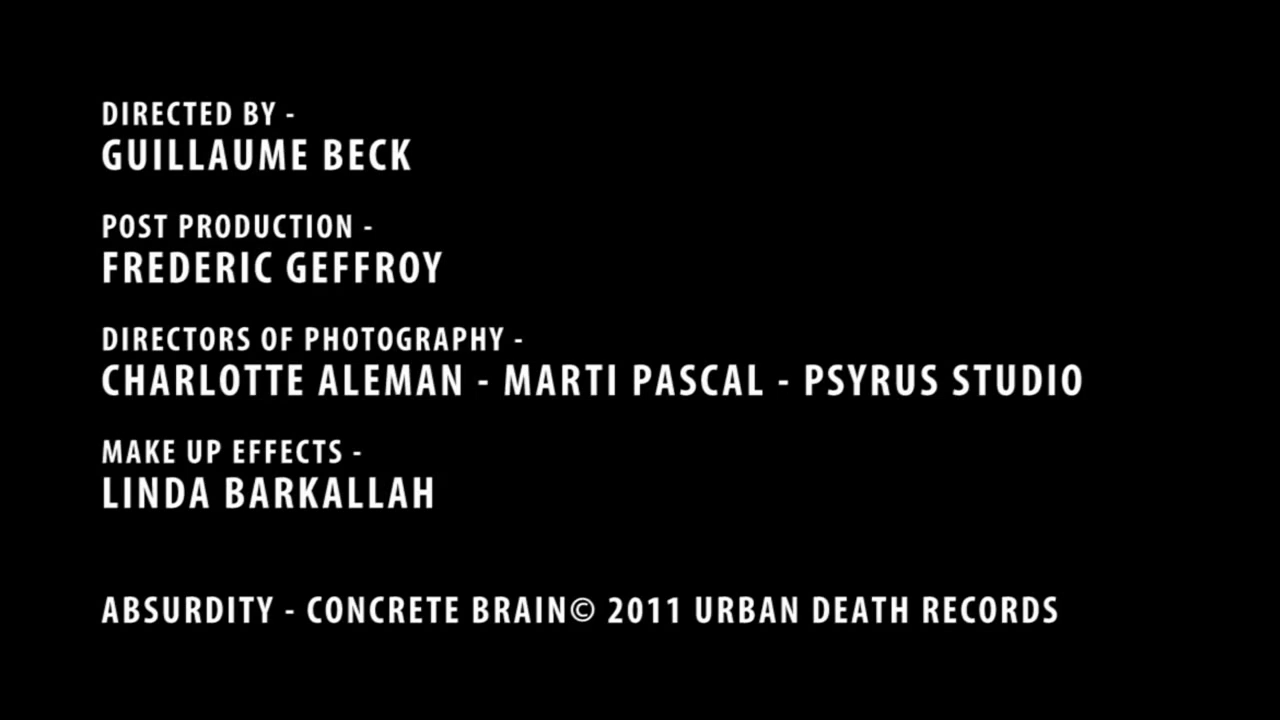 DIRECTED BY -
GUILLAUME BECK
POST PRODUCTION -
FREDERIC GEFFROY
DIRECTORS OF PHOTOGRAPHY -
CHARLOTTE ALEMAN - MARTI PASCAL - PSYRUS STUDIO
MAKE UP EFFECTS -
LINDA BARKALLAH
ABSURDITY - CONCRETE BRAIN© 2011 URBAN DEATH RECORDS